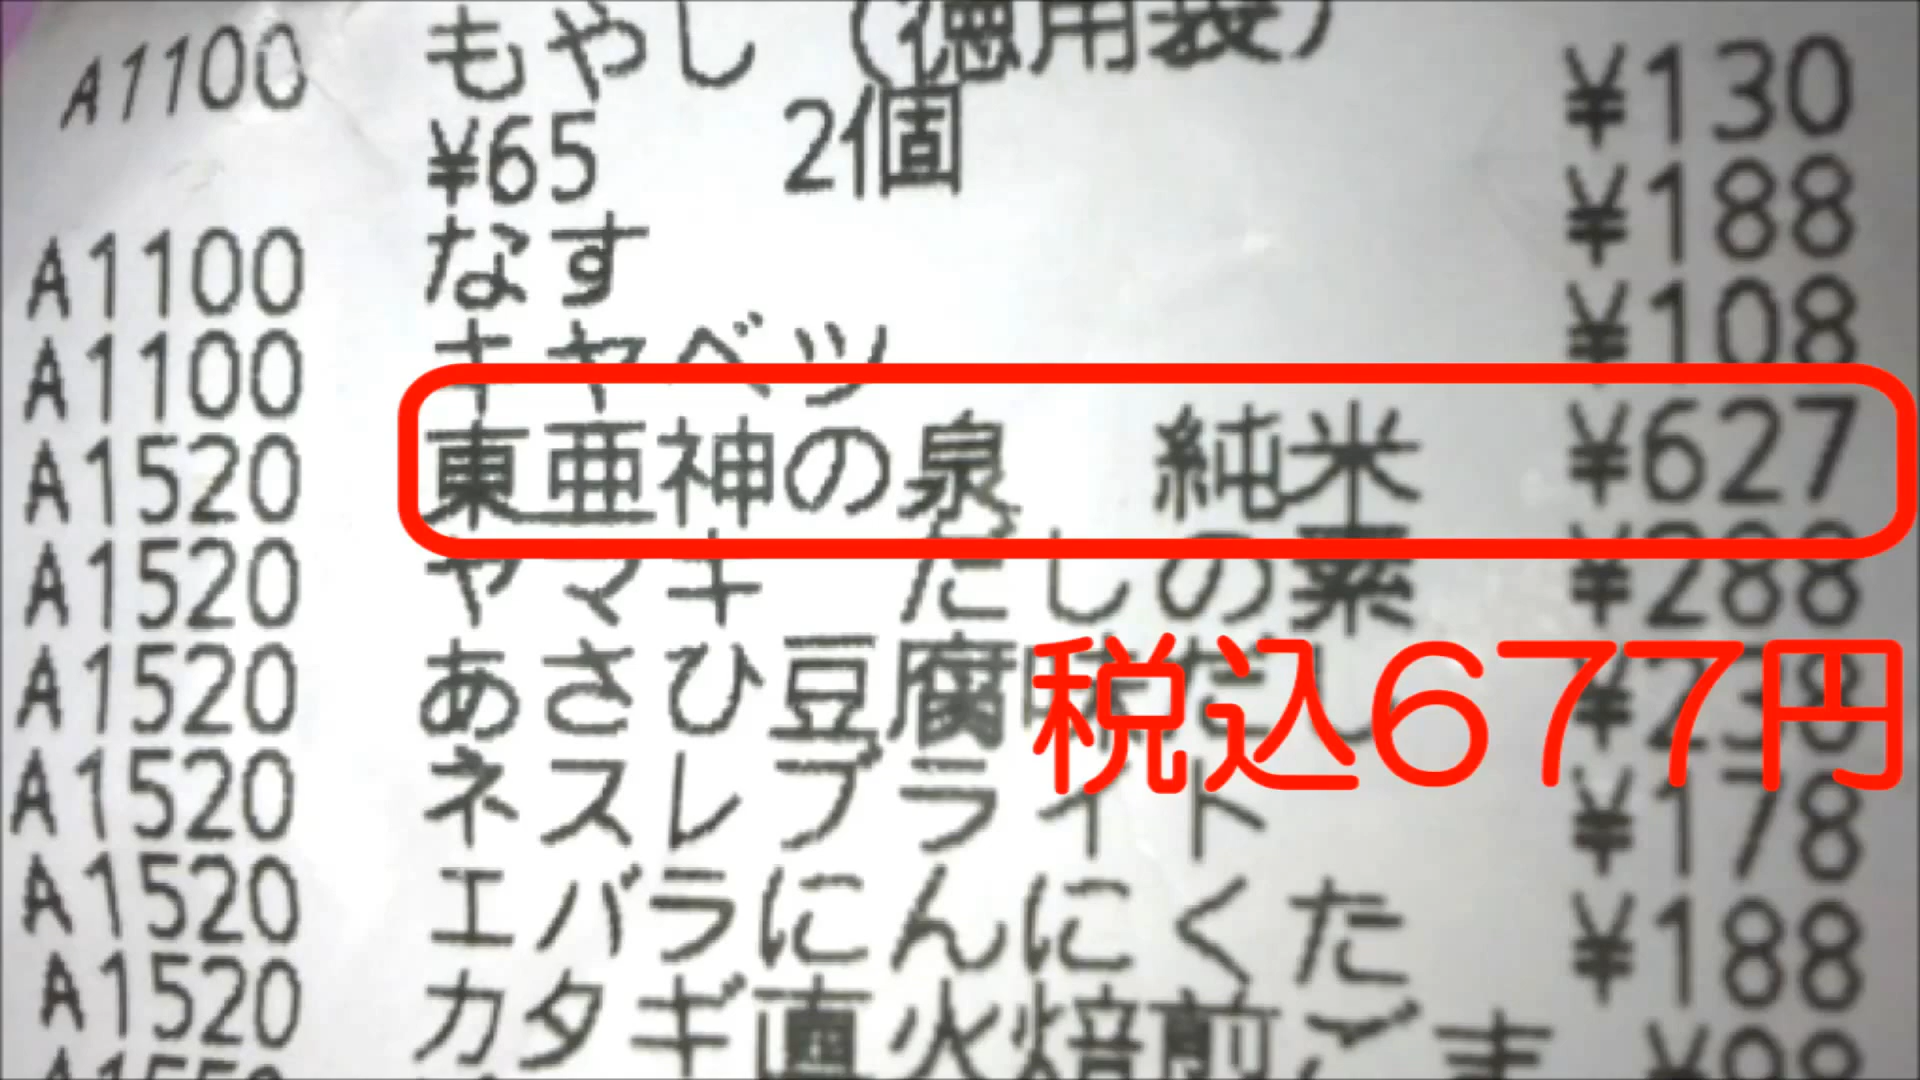 A1100 もやし(徳用袋)
¥65 2個 ¥130
A1100 なす ¥188
A1100 キャベツ ¥108
A1520 東亜神の泉 純米 ¥627
A1520 ヤマキ だしの素 ¥288
A1520 あさひ豆腐
税込677円
A1520 ネスレブライト ¥178
A1520 エバラにんにくた ¥188
A1520 カタギ直火焙煎ごま